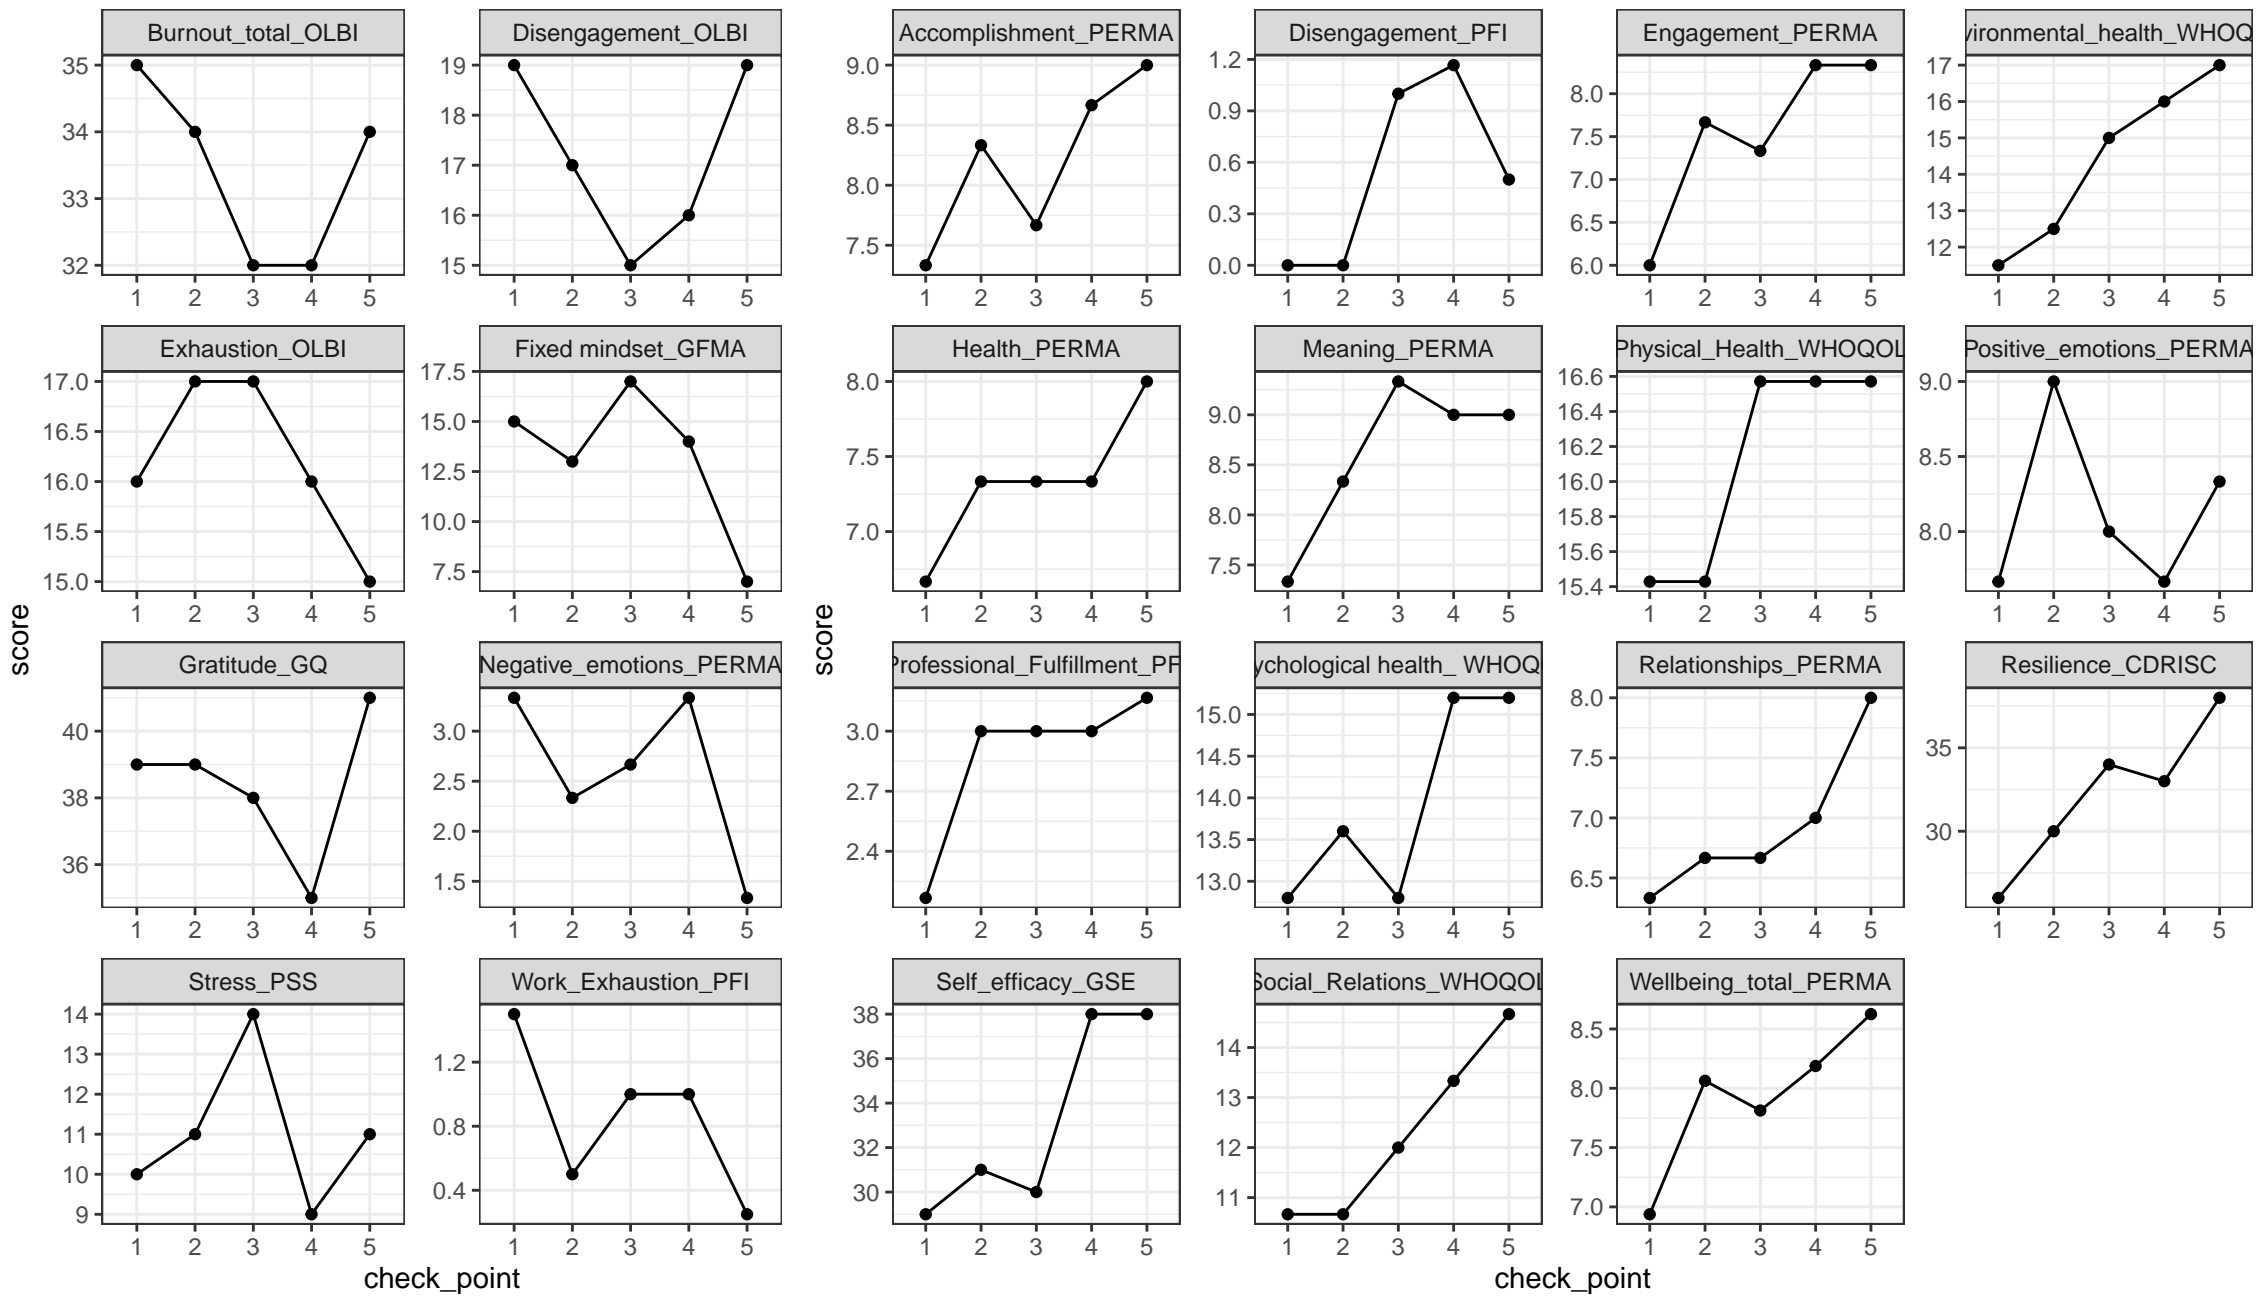 Burnout_total_OLBI Disengagement_OLBI Accomplishment_PERMA Disengagement_PFI Engagement_PERMA vironmental_health_WHOQ
35 34 33 32
1 2 3 4 5
19 18 17 16 15
1 2 3 4 5
9.0 8.5 8.0 7.5
1 2 3 4 5
1.2 0.9 0.6 0.3 0.0
1 2 3 4 5
8.0 7.5 7.0 6.5 6.0
1 2 3 4 5
17 16 15 14 13 12
1 2 3 4 5
Exhaustion_OLBI Fixed mindset_GFMA Health_PERMA Meaning_PERMA Physical_Health_WHOQOL Positive_emotions_PERMA
17.0 16.5 16.0 15.5 15.0
1 2 3 4 5
17.5 15.0 12.5 10.0 7.5
1 2 3 4 5
8.0 7.5 7.0
1 2 3 4 5
9.0 8.5 8.0 7.5
1 2 3 4 5
16.6 16.4 16.2 16.0 15.8 15.6 15.4
1 2 3 4 5
9.0 8.5 8.0
1 2 3 4 5
score
score
Gratitude_GQ Negative_emotions_PERMA Professional_Fulfillment_PF ychological health_ WHOQ Relationships_PERMA Resilience_CDRISC
40 38 36
1 2 3 4 5
3.0 2.5 2.0 1.5
1 2 3 4 5
3.0 2.7 2.4
1 2 3 4 5
15.0 14.5 14.0 13.5 13.0
1 2 3 4 5
8.0 7.5 7.0 6.5
1 2 3 4 5
35 30
1 2 3 4 5
Stress_PSS Work_Exhaustion_PFI Self_efficacy_GSE Social_Relations_WHOQOL Wellbeing_total_PERMA
14 13 12 11 10 9
1 2 3 4 5
1.2 0.8 0.4
1 2 3 4 5
38 36 34 32 30
1 2 3 4 5
14 13 12 11
1 2 3 4 5
8.5 8.0 7.5 7.0
1 2 3 4 5
check_point
check_point